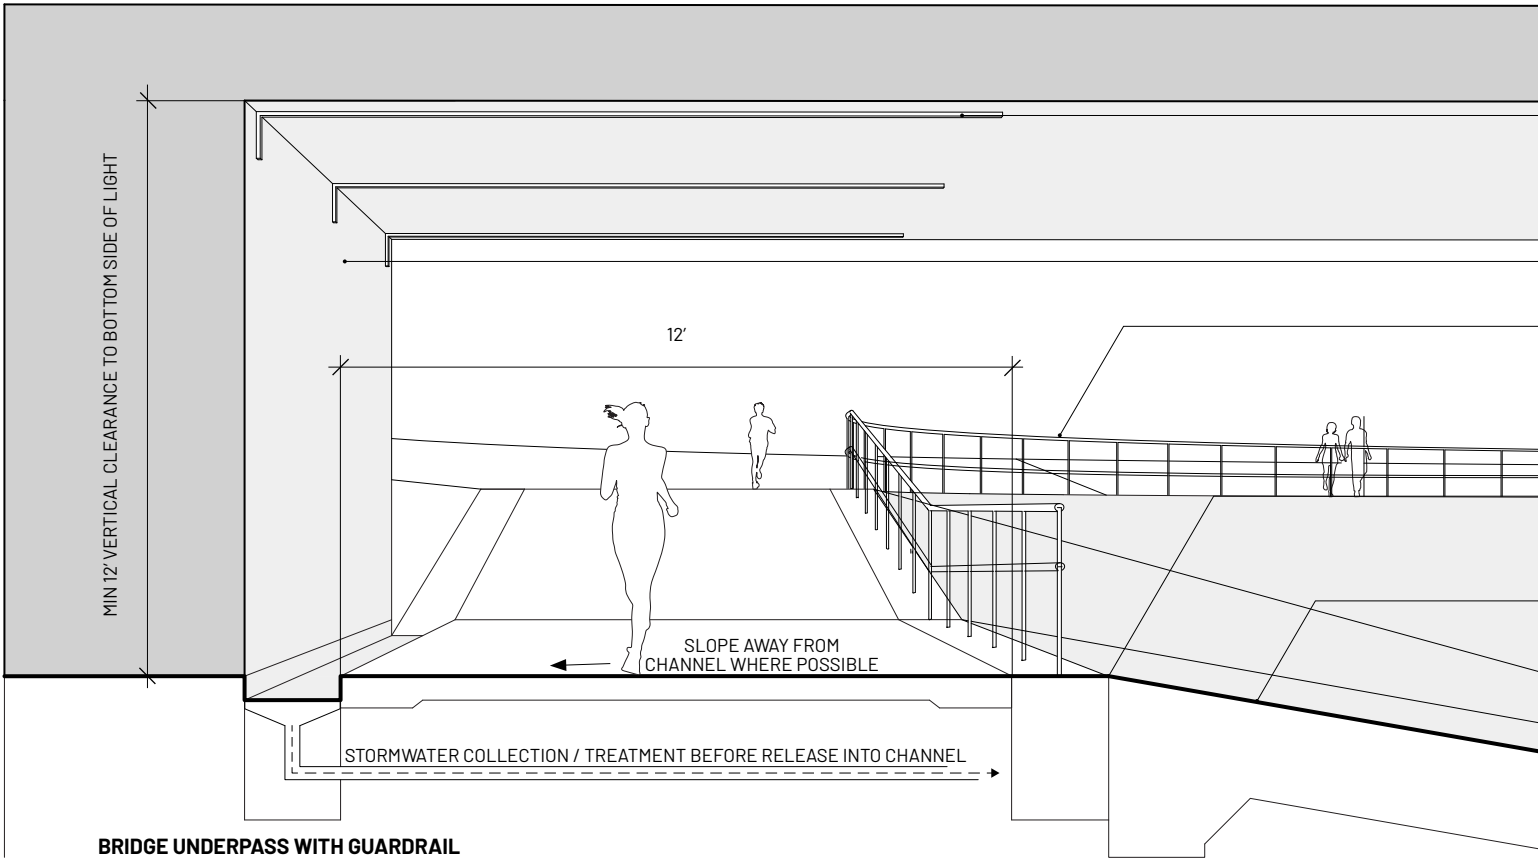 MIN 12' VERTICAL CLEARANCE TO BOTTOM SIDE OF LIGHT
12'
SLOPE AWAY FROM
CHANNEL WHERE POSSIBLE
STORMWATER COLLECTION / TREATMENT BEFORE RELEASE INTO CHANNEL
BRIDGE UNDERPASS WITH GUARDRAIL